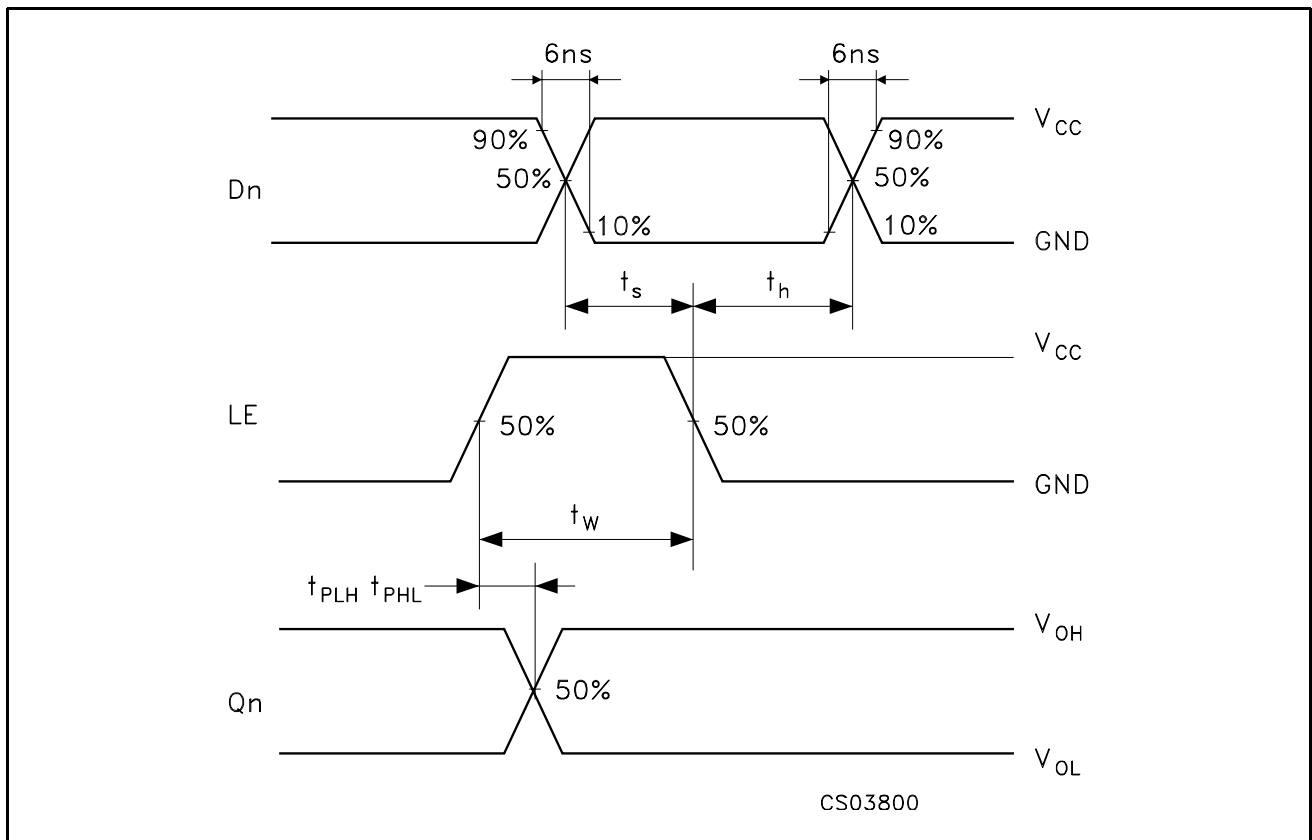 6ns 6ns
V_CC
90% 90%
50% 50%
Dn
10% 10%
GND
t_s t_h
V_CC
LE
50% 50%
GND
t_W
t_PLH t_PHL
V_OH
50%
Qn
V_OL
CS03800